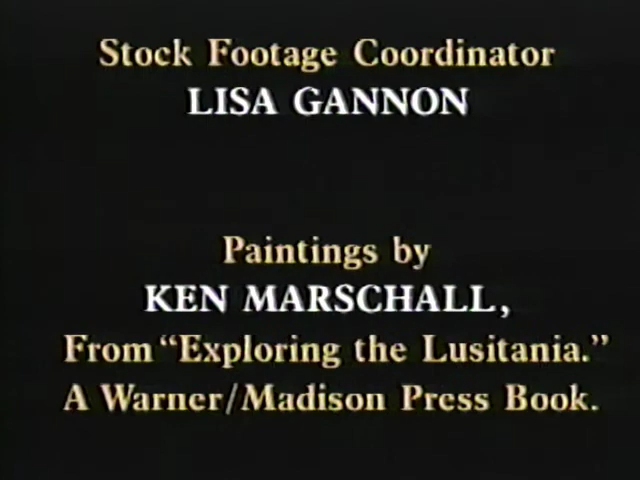 Stock Footage Coordinator
LISA GANNON
Paintings by
KEN MARSCHALL,
From “Exploring the Lusitania.”
A Warner/Madison Press Book.